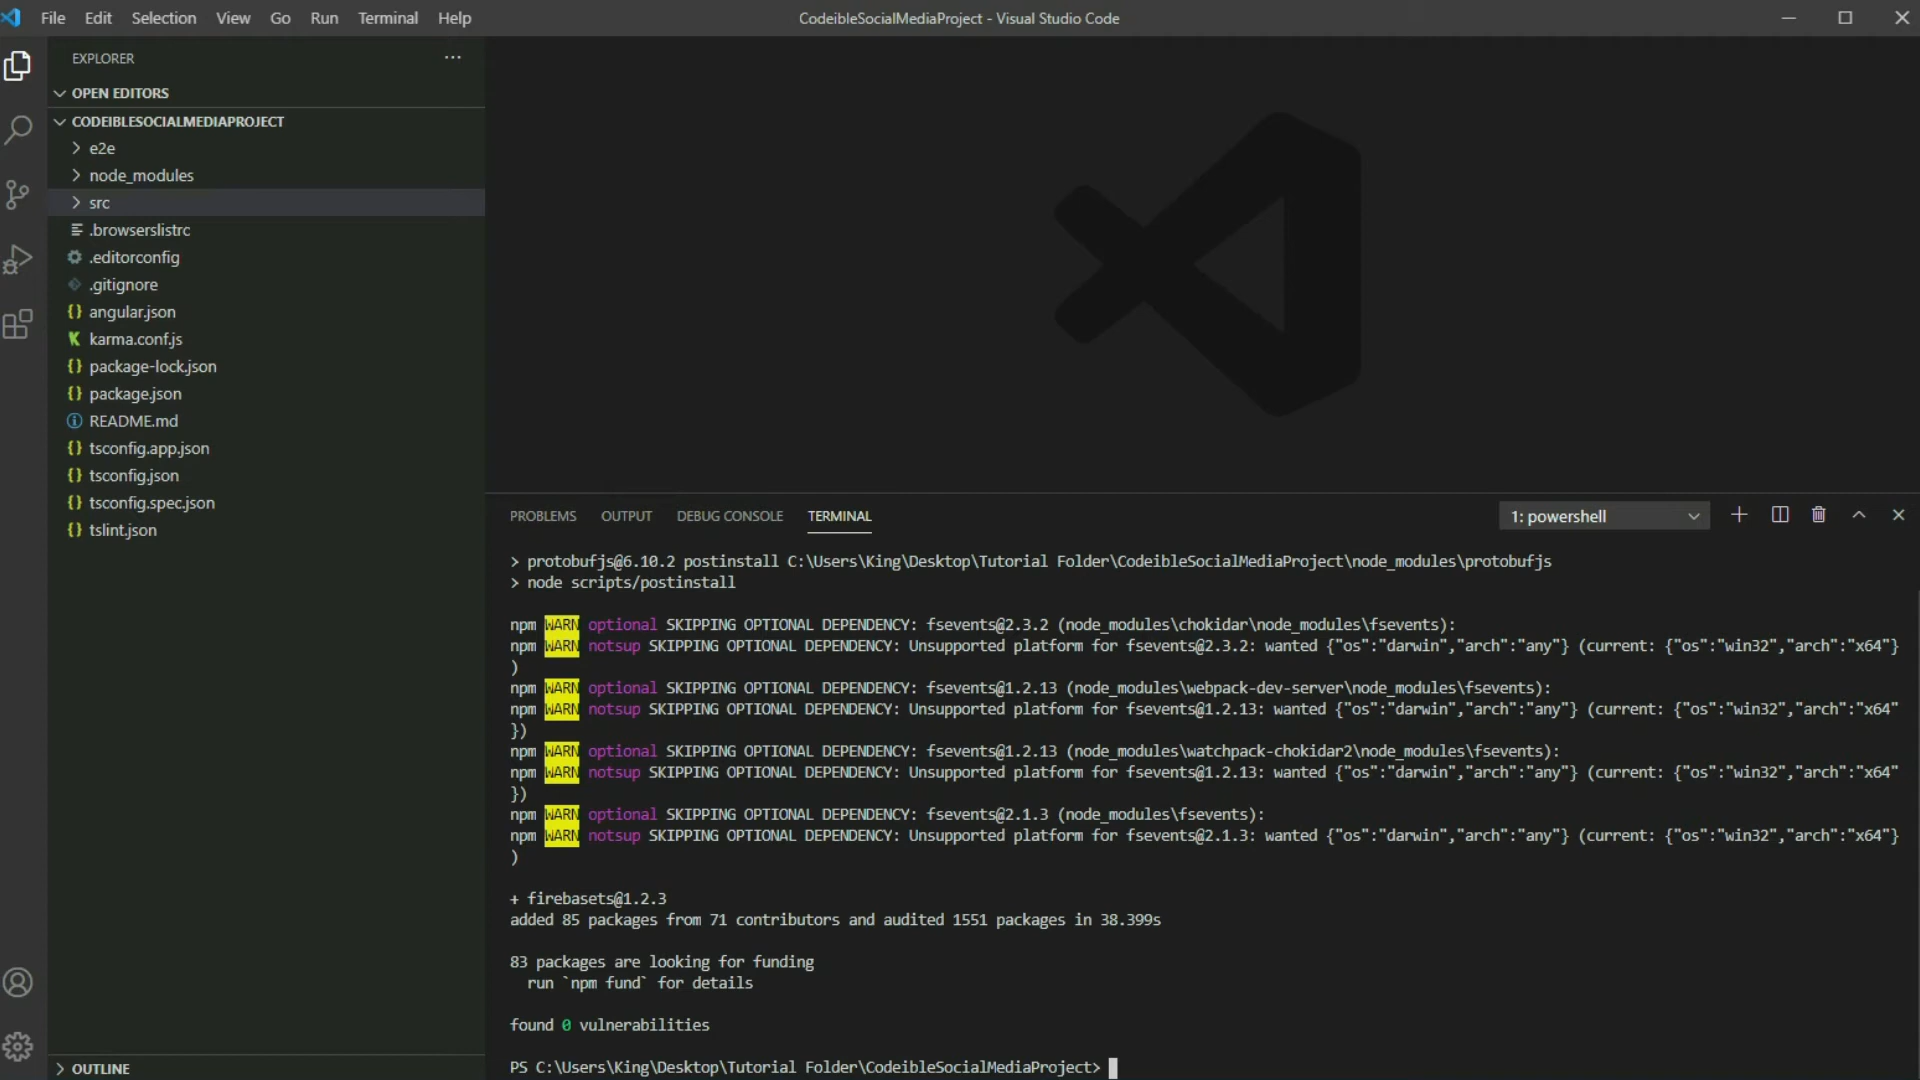 File Edit Selection View Go Run Terminal Help
CodeibleSocialMediaProject - Visual Studio Code
EXPLORER
OPEN EDITORS
CODEIBLESOCIALMEDIAPROJECT
e2e
node_modules
src
.browserslistrc
.editorconfig
.gitignore
angular.json
karma.conf.js
package-lock.json
package.json
README.md
tsconfig.app.json
tsconfig.json
tsconfig.spec.json
tslint.json
OUTLINE
PROBLEMS OUTPUT DEBUG CONSOLE TERMINAL
1: powershell
> protobufjs@6.10.2 postinstall C:\Users\King\Desktop\Tutorial Folder\CodeibleSocialMediaProject\node_modules\protobufjs
> node scripts/postinstall
npm WARN optional SKIPPING OPTIONAL DEPENDENCY: fsevents@2.3.2 (node_modules\chokidar\node_modules\fsevents):
npm WARN notsup SKIPPING OPTIONAL DEPENDENCY: Unsupported platform for fsevents@2.3.2: wanted {"os":"darwin","arch":"any"} (current: {"os":"win32","arch":"x64"}
)
npm WARN optional SKIPPING OPTIONAL DEPENDENCY: fsevents@1.2.13 (node_modules\webpack-dev-server\node_modules\fsevents):
npm WARN notsup SKIPPING OPTIONAL DEPENDENCY: Unsupported platform for fsevents@1.2.13: wanted {"os":"darwin","arch":"any"} (current: {"os":"win32","arch":"x64"
})
npm WARN optional SKIPPING OPTIONAL DEPENDENCY: fsevents@1.2.13 (node_modules\watchpack-chokidar2\node_modules\fsevents):
npm WARN notsup SKIPPING OPTIONAL DEPENDENCY: Unsupported platform for fsevents@1.2.13: wanted {"os":"darwin","arch":"any"} (current: {"os":"win32","arch":"x64"
})
npm WARN optional SKIPPING OPTIONAL DEPENDENCY: fsevents@2.1.3 (node_modules\fsevents):
npm WARN notsup SKIPPING OPTIONAL DEPENDENCY: Unsupported platform for fsevents@2.1.3: wanted {"os":"darwin","arch":"any"} (current: {"os":"win32","arch":"x64"}
)
+ firebasets@1.2.3
added 85 packages from 71 contributors and audited 1551 packages in 38.399s
83 packages are looking for funding
run `npm fund` for details
found 0 vulnerabilities
PS C:\Users\King\Desktop\Tutorial Folder\CodeibleSocialMediaProject>